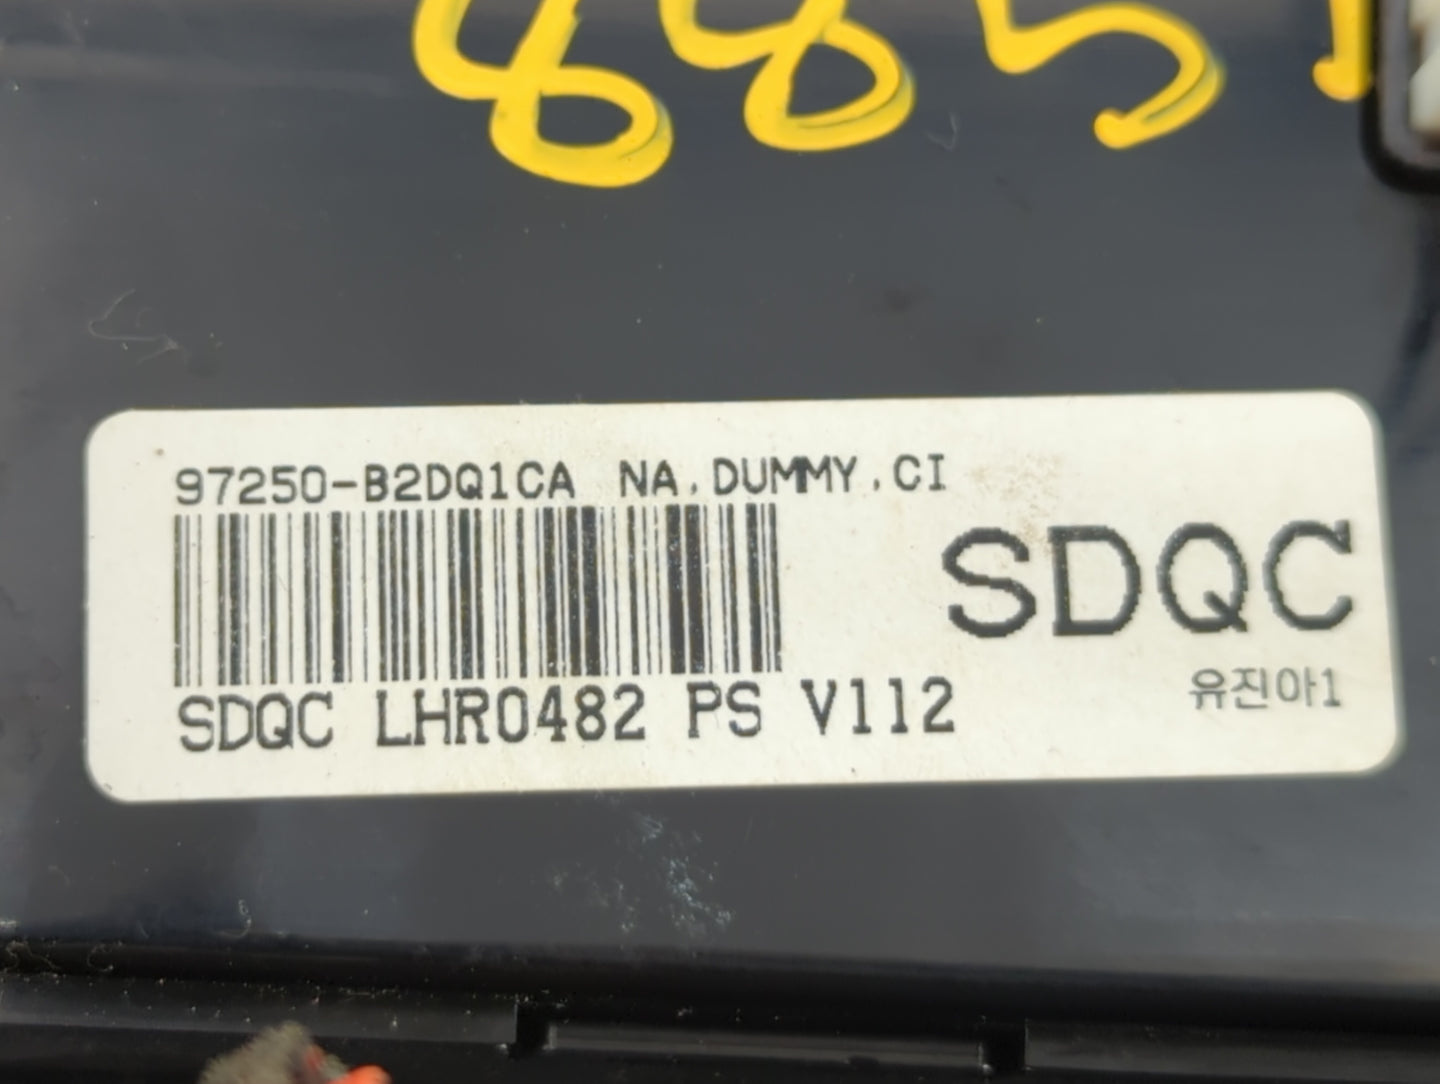 97250-B2DQ1CA NA.DUMMY.CI
SDQC
유진아1
SDQC LHR0482 PS V112